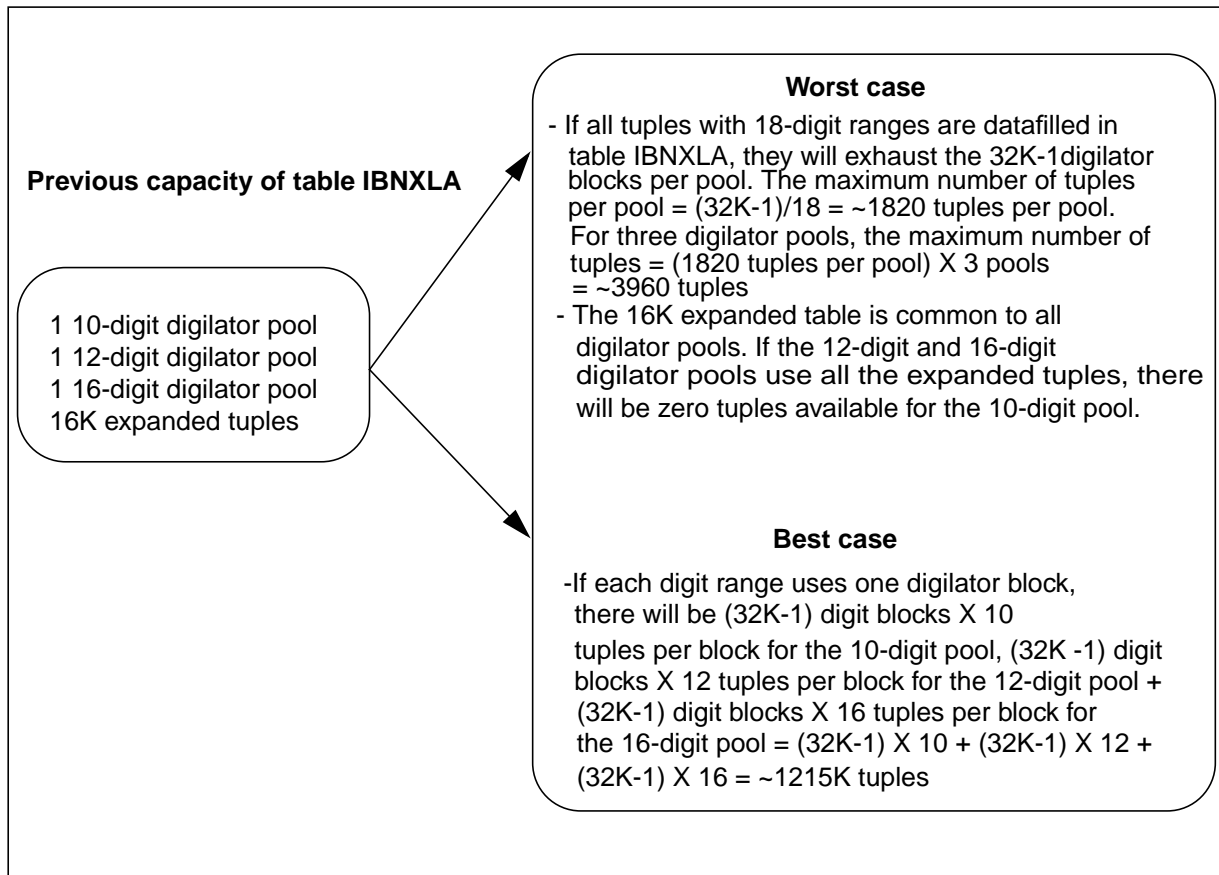 Previous capacity of table IBNXLA
1 10-digit digilator pool
1 12-digit digilator pool
1 16-digit digilator pool
16K expanded tuples
Worst case
- If all tuples with 18-digit ranges are datafilled in
table IBNXLA, they will exhaust the 32K-1digilator
blocks per pool. The maximum number of tuples
per pool = (32K-1)/18 = ~1820 tuples per pool.
For three digilator pools, the maximum number of
tuples = (1820 tuples per pool) X 3 pools
= ~3960 tuples
- The 16K expanded table is common to all
digilator pools. If the 12-digit and 16-digit
digilator pools use all the expanded tuples, there
will be zero tuples available for the 10-digit pool.
Best case
-If each digit range uses one digilator block,
there will be (32K-1) digit blocks X 10
tuples per block for the 10-digit pool, (32K -1) digit
blocks X 12 tuples per block for the 12-digit pool +
(32K-1) digit blocks X 16 tuples per block for
the 16-digit pool = (32K-1) X 10 + (32K-1) X 12 +
(32K-1) X 16 = ~1215K tuples